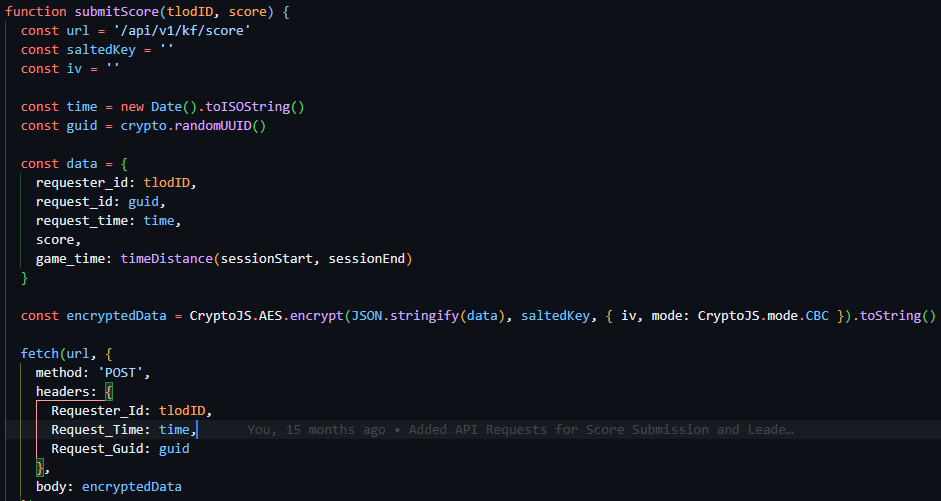 function submitScore(tlodID, score) {
const url = '/api/v1/kf/score'
const saltedKey = ''
const iv = ''
const time = new Date().toISOString()
const guid = crypto.randomUUID()
const data = {
requester_id: tlodID,
request_id: guid,
request_time: time,
score,
game_time: timeDistance(sessionStart, sessionEnd)
}
const encryptedData = CryptoJS.AES.encrypt(JSON.stringify(data), saltedKey, { iv, mode: CryptoJS.mode.CBC }).toString()
fetch(url, {
method: 'POST',
headers: {
Requester_Id: tlodID,
Request_Time: time, You, 15 months ago • Added API Requests for Score Submission and Leade…
Request_Guid: guid
},
body: encryptedData